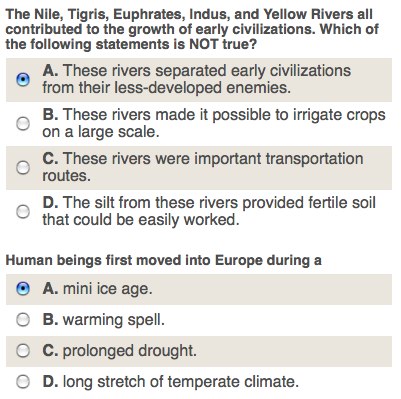 The Nile, Tigris, Euphrates, Indus, and Yellow Rivers all
contributed to the growth of early civilizations. Which of
the following statements is NOT true?
A. These rivers separated early civilizations
from their less-developed enemies.
B. These rivers made it possible to irrigate crops
on a large scale.
C. These rivers were important transportation
routes.
D. The silt from these rivers provided fertile soil
that could be easily worked.
Human beings first moved into Europe during a
A. mini ice age.
B. warming spell.
C. prolonged drought.
D. long stretch of temperate climate.